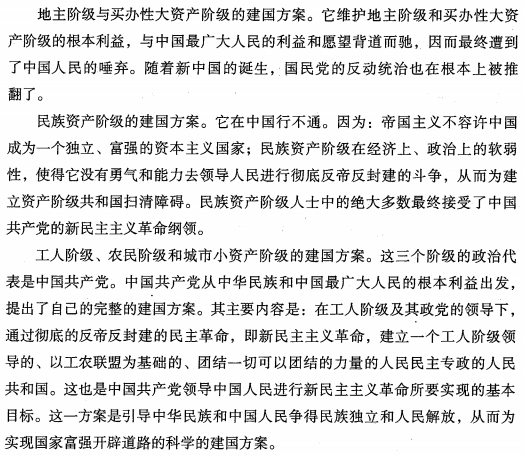 地主阶级与买办性大资产阶级的建国方案。它维护地主阶级和买办性大资
产阶级的根本利益，与中国最广大人民的利益和愿望背道而驰，因而最终遭到
了中国人民的唾弃。随着新中国的诞生，国民党的反动统治也在根本上被推
翻了。
民族资产阶级的建国方案。它在中国行不通。因为：帝国主义不容许中国
成为一个独立、富强的资本主义国家；民族资产阶级在经济上、政治上的软弱
性，使得它没有勇气和能力去领导人民进行彻底反帝反封建的斗争，从而为建
立资产阶级共和国扫清障碍。民族资产阶级人士中的绝大多数最终接受了中国
共产党的新民主主义革命纲领。
工人阶级、农民阶级和城市小资产阶级的建国方案。这三个阶级的政治代
表是中国共产党。中国共产党从中华民族和中国最广大人民的根本利益出发，
提出了自己的完整的建国方案。其主要内容是：在工人阶级及其政党的领导下，
通过彻底的反帝反封建的民主革命，即新民主主义革命，建立一个工人阶级领
导的、以工农联盟为基础的、团结一切可以团结的力量的人民民主专政的人民
共和国。这也是中国共产党领导中国人民进行新民主主义革命所要实现的基本
目标。这一方案是引导中华民族和中国人民争得民族独立和人民解放，从而为
实现国家富强开辟道路的科学的建国方案。